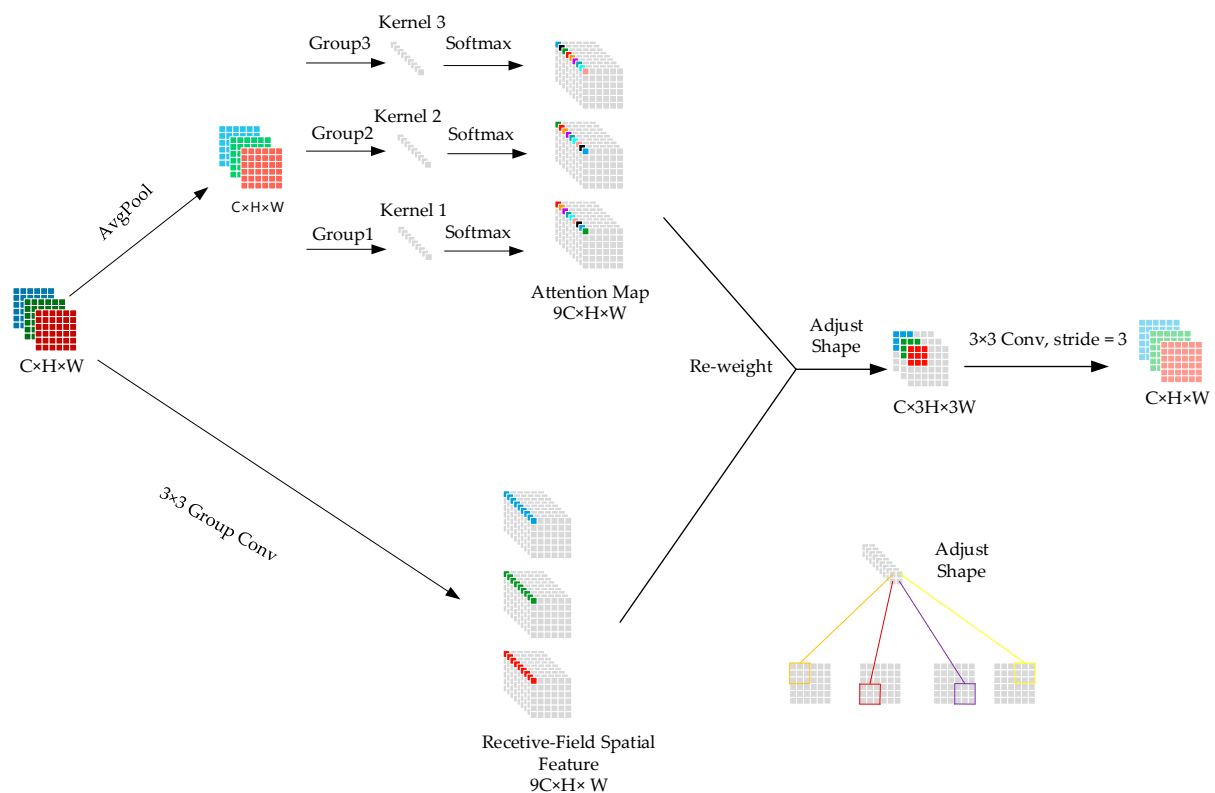 Kernel 3
Group3
Softmax
Kernel 2
Group2
Softmax
AvgPool
C×H×W
Kernel 1
Group1
Softmax
Attention Map
9C×H×W
C×H×W
Re-weight
Adjust
Shape
C×3H×3W
3×3 Conv, stride = 3
C×H×W
3×3 Group Conv
Recetive-Field Spatial
Feature
9C×H× W
Adjust
Shape